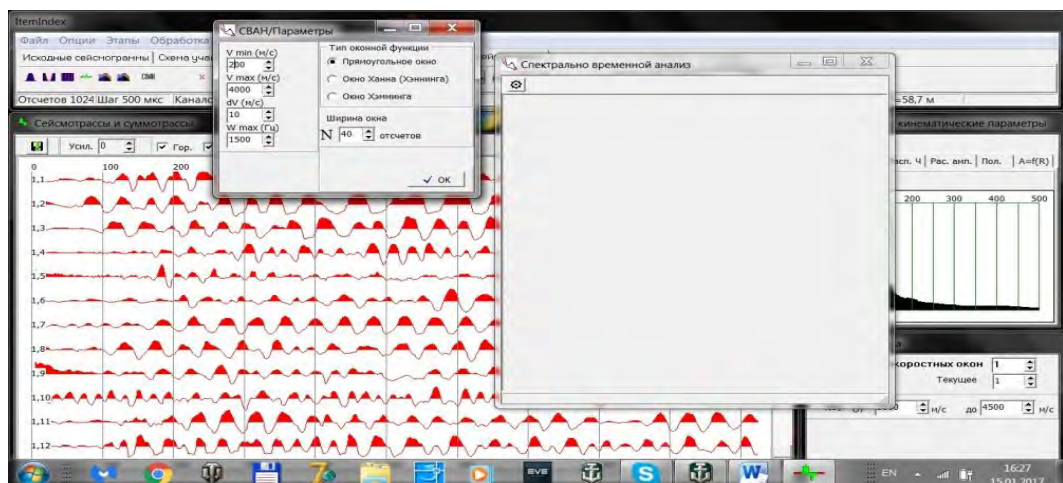 ItemIndex
Файл Опции Этапы Обработка
Исходные сейсмограммы Схема уча
СВАН
Отсчетов 1024 Шаг 500 мкс Канало
=58,7 м
СВАН/Параметры
V min (м/с)
200
V max (м/с)
4000
dV (м/с)
10
W max (Гц)
1500
Тип оконной функции
Прямоугольное окно
Окно Ханна (Хэннинга)
Окно Хэмминга
Ширина окна
N 40 отсчетов
ОК
Спектрально временной анализ
Сейсмотрассы и суммотрассы
Усил. 0 Гор.
0 100 200
1,1
1,2
1,3
1,4
1,5
1,6
1,7
1,8
1,9
1,10
1,11
1,12
кинематические параметры
асп. Ч Рас. амп. Пол. A=f(R)
200 300 400 500
коростных окон 1
Текущее 1
м/с до 4500 м/с
EVE
S
W
EN
16:27
15.01.2017